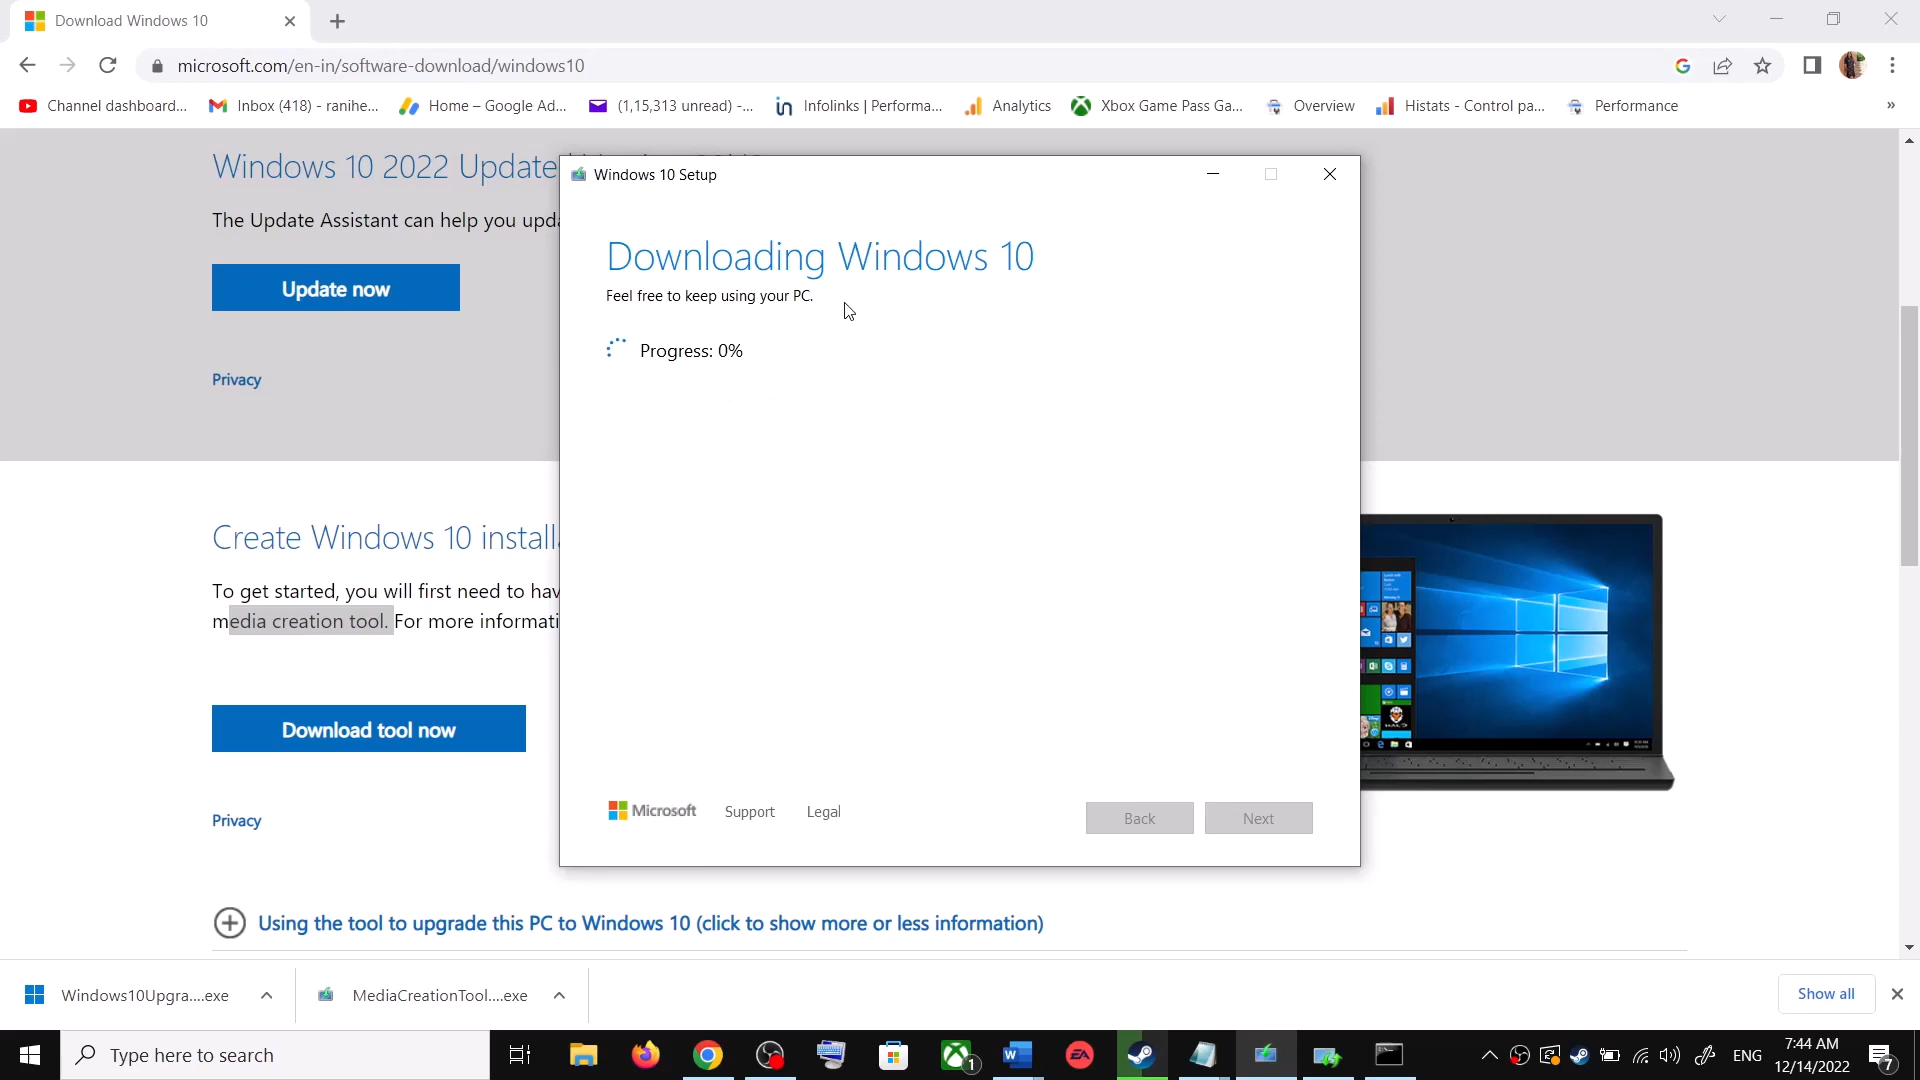 Download Windows 10
microsoft.com/en-in/software-download/windows10
Channel dashboard...
Inbox (418) - ranihe...
Home – Google Ad...
(1,15,313 unread) -...
Infolinks | Performa...
Analytics
Xbox Game Pass Ga...
Overview
Histats - Control pa...
Performance
»
Windows 10 2022 Update
The Update Assistant can help you upda
Update now
Privacy
Windows 10 Setup
Downloading Windows 10
Feel free to keep using your PC.
Progress: 0%
Microsoft
Support
Legal
Back
Next
Create Windows 10 installa
To get started, you will first need to hav
media creation tool. For more informati
Download tool now
Privacy
Using the tool to upgrade this PC to Windows 10 (click to show more or less information)
Windows10Upgra....exe
MediaCreationTool....exe
Show all
Type here to search
1
ENG
7:44 AM
12/14/2022
7